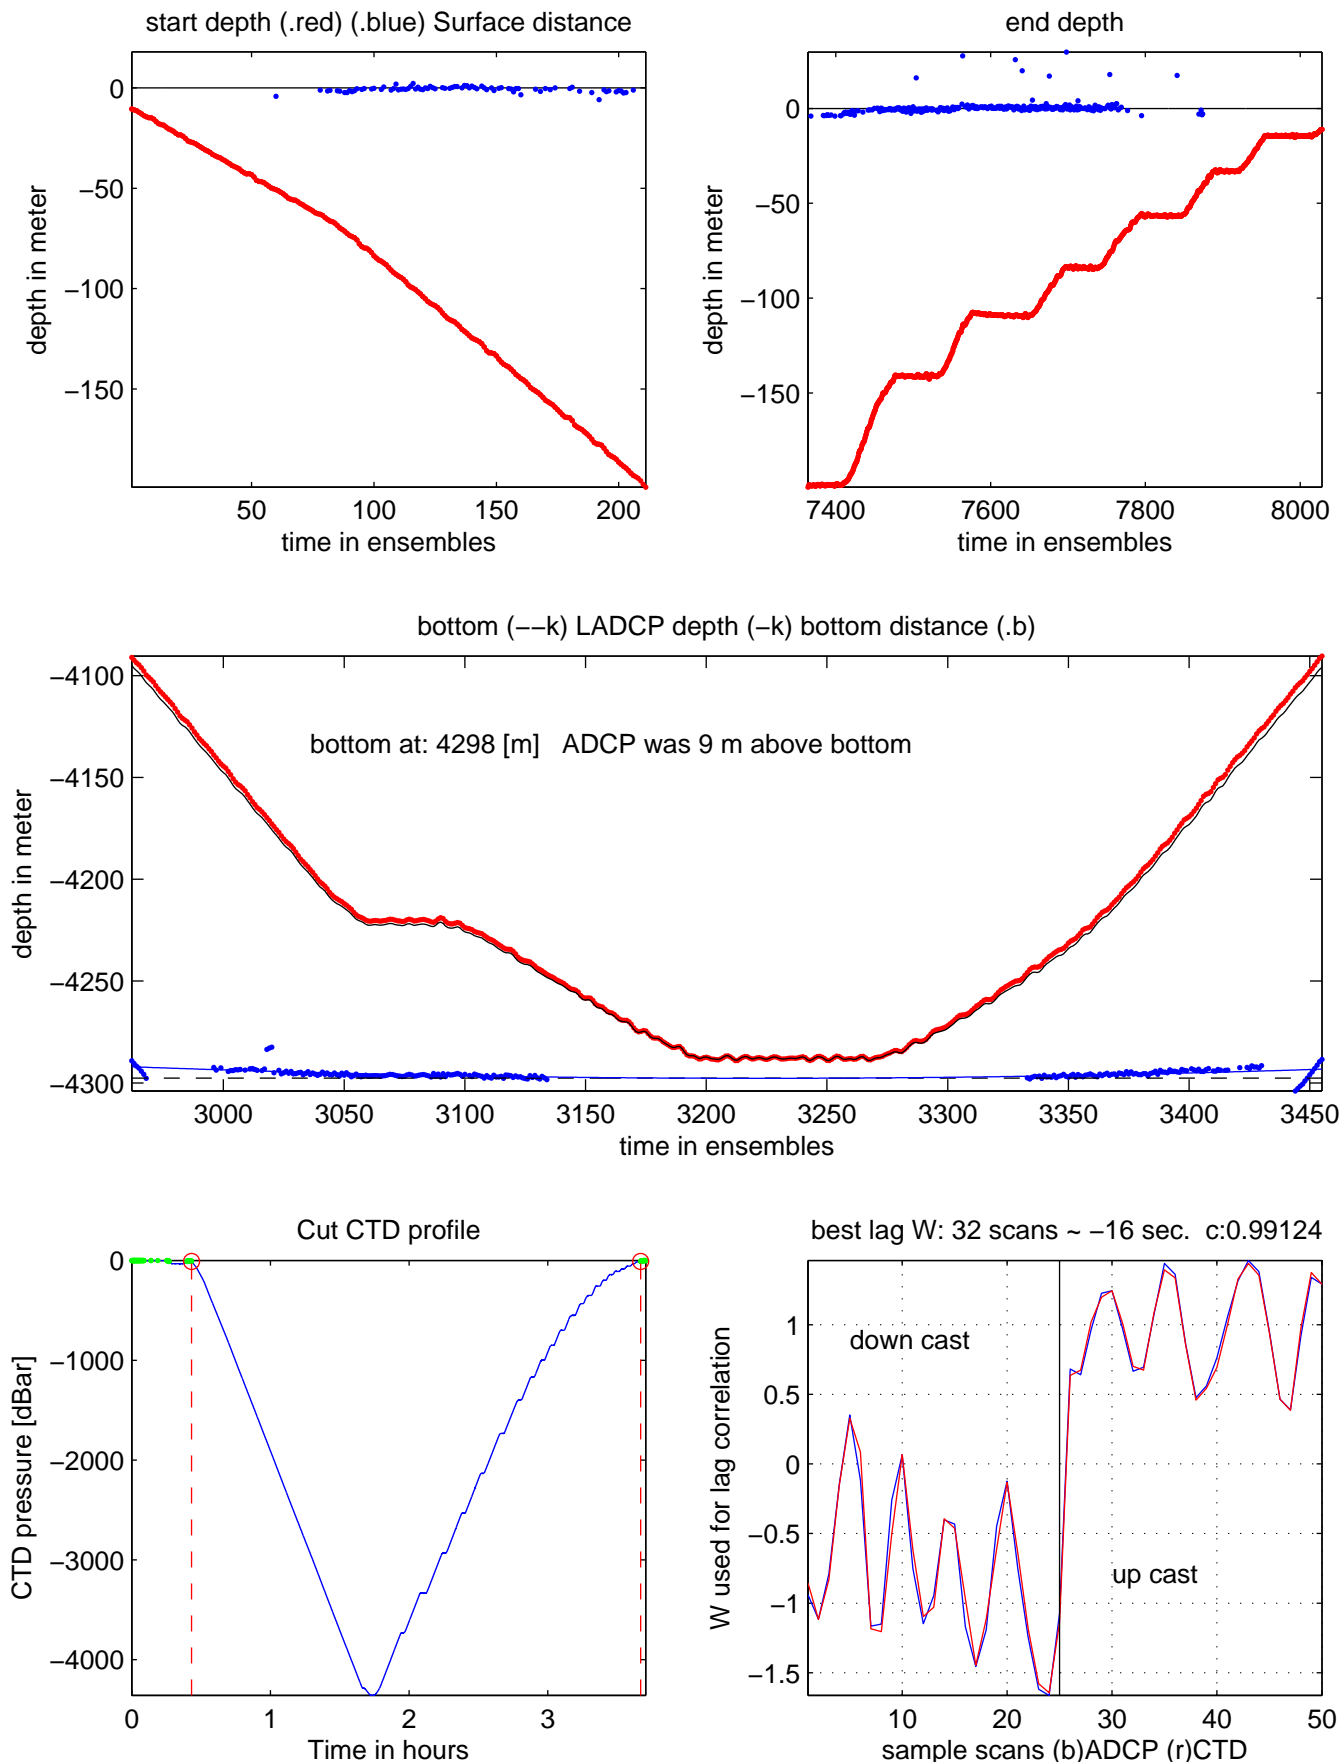 start depth (.red) (.blue) Surface distance
end depth
0
−50
−100
−150
depth in meter
50
100
150
200
time in ensembles
0
−50
−100
−150
depth in meter
7400
7600
7800
8000
time in ensembles
bottom (−−k) LADCP depth (−k) bottom distance (.b)
−4100
−4150
−4200
−4250
−4300
depth in meter
bottom at: 4298 [m]   ADCP was 9 m above bottom
3000
3050
3100
3150
3200
3250
3300
3350
3400
3450
time in ensembles
Cut CTD profile
0
−1000
−2000
−3000
−4000
CTD pressure [dBar]
0
1
2
3
Time in hours
best lag W: 32 scans ~ −16 sec.  c:0.99124
1
0.5
0
−0.5
−1
−1.5
W used for lag correlation
down cast
up cast
10
20
30
40
50
sample scans (b)ADCP (r)CTD